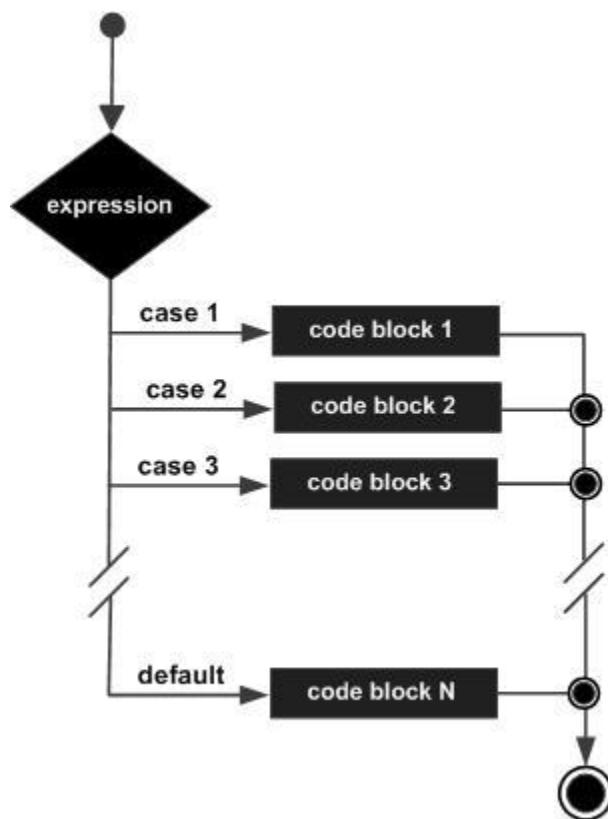 expression
case 1
code block 1
case 2
code block 2
case 3
code block 3
default
code block N